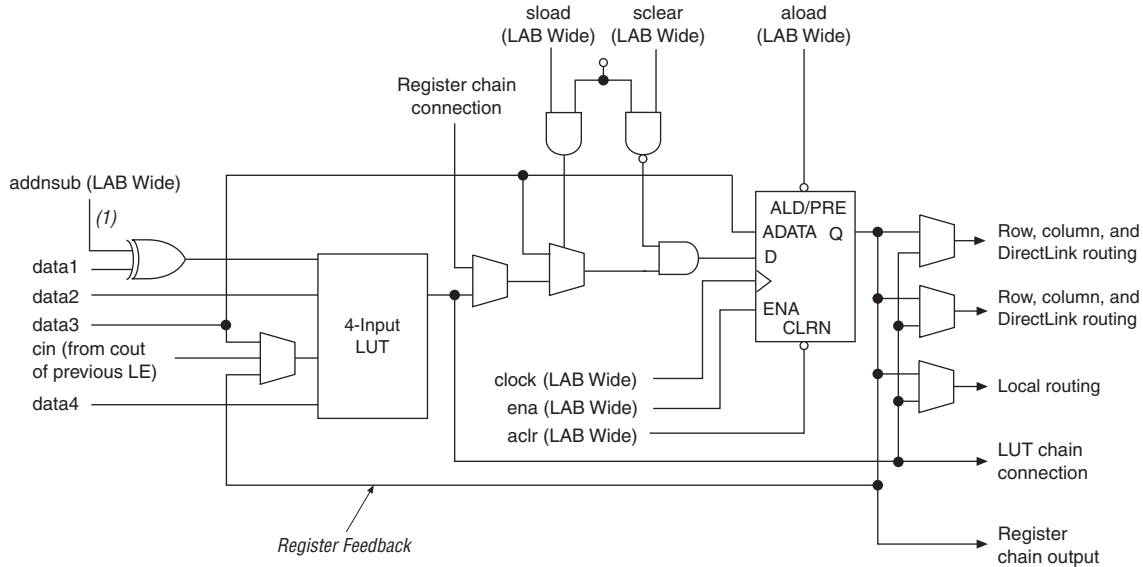 sload
(LAB Wide)
sclear
(LAB Wide)
aload
(LAB Wide)
Register chain
connection
addnsub (LAB Wide)
(1)
data1
data2
data3
cin (from cout
of previous LE)
data4
4-Input
LUT
ALD/PRE
ADATA Q
D
ENA
CLRN
clock (LAB Wide)
ena (LAB Wide)
aclr (LAB Wide)
Row, column, and
DirectLink routing
Row, column, and
DirectLink routing
Local routing
LUT chain
connection
Register
chain output
Register Feedback